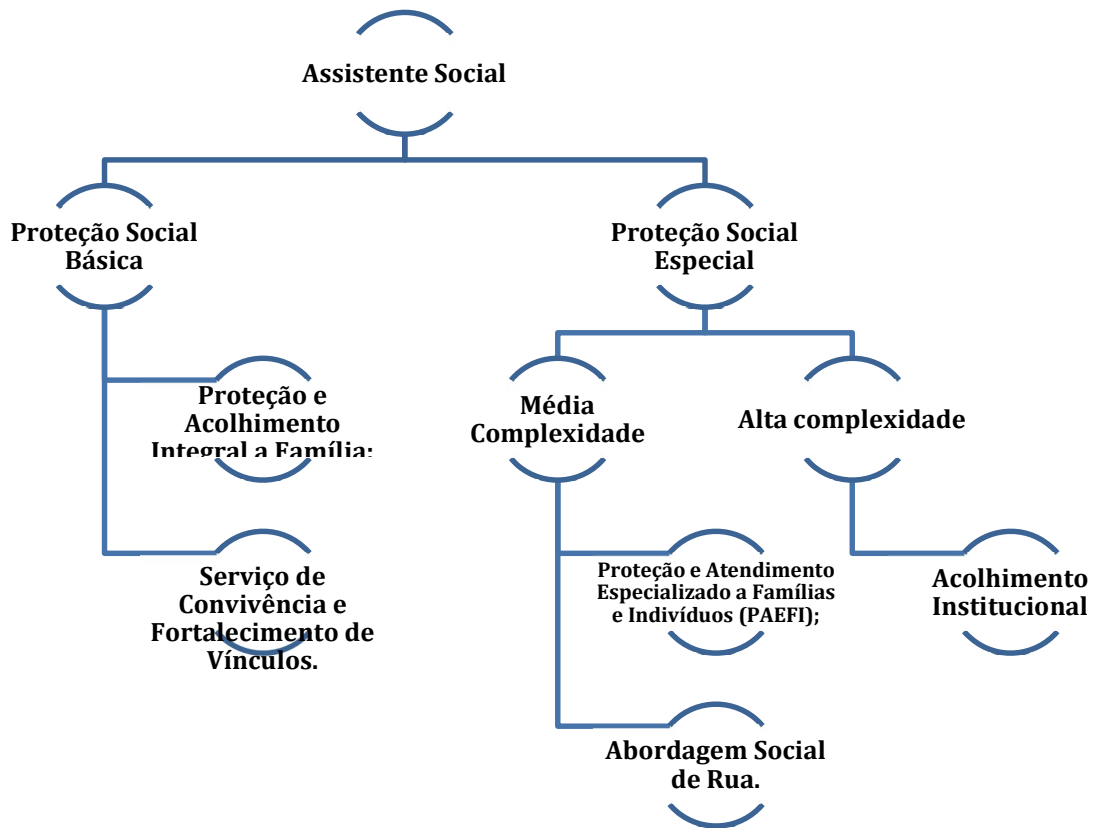 Assistente Social
Proteção Social
Básica
Proteção Social
Especial
Proteção e
Acolhimento
Integral a Família;
Média
Complexidade
Alta complexidade
Serviço de
Convivência e
Fortalecimento de
Vínculos.
Proteção e Atendimento
Especializado a Famílias
e Indivíduos (PAEFI);
Acolhimento
Institucional
Abordagem Social
de Rua.